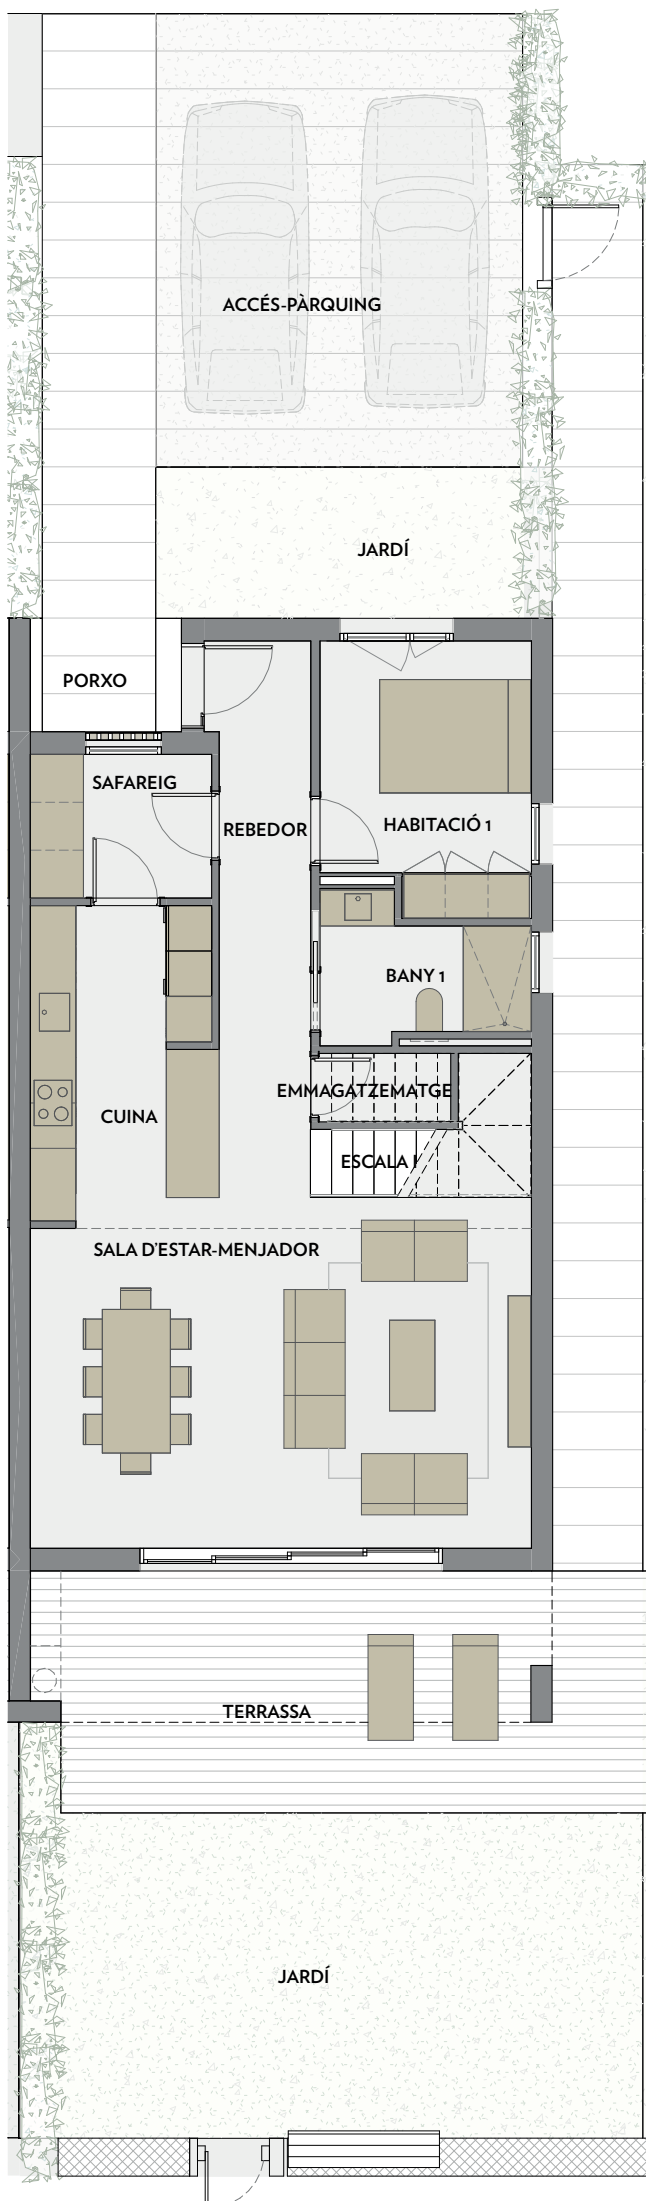 ACCÉS-PÀRQUING
JARDÍ
PORXO
SAFAREIG
REBEDOR
HABITACIÓ 1
BANY 1
EMMAGATZEMATGE
CUINA
ESCALA I
SALA D'ESTAR-MENJADOR
TERRASSA
JARDÍ